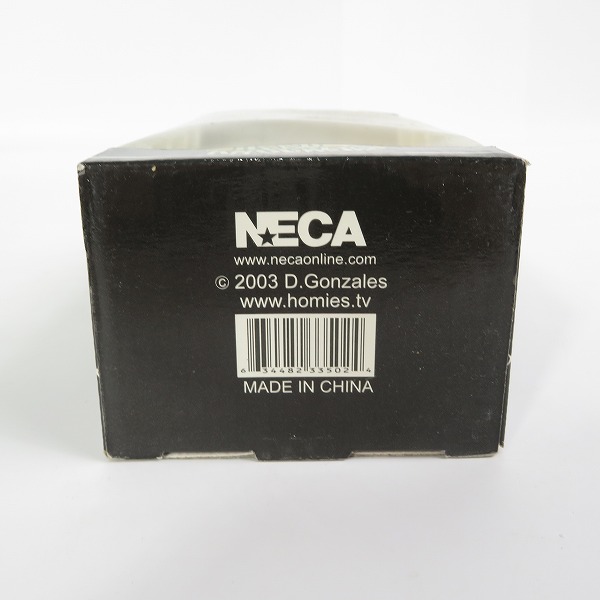 NECA
www.necaonline.com
© 2003 D.Gonzales
www.homies.tv
6 34482 33502 4
MADE IN CHINA